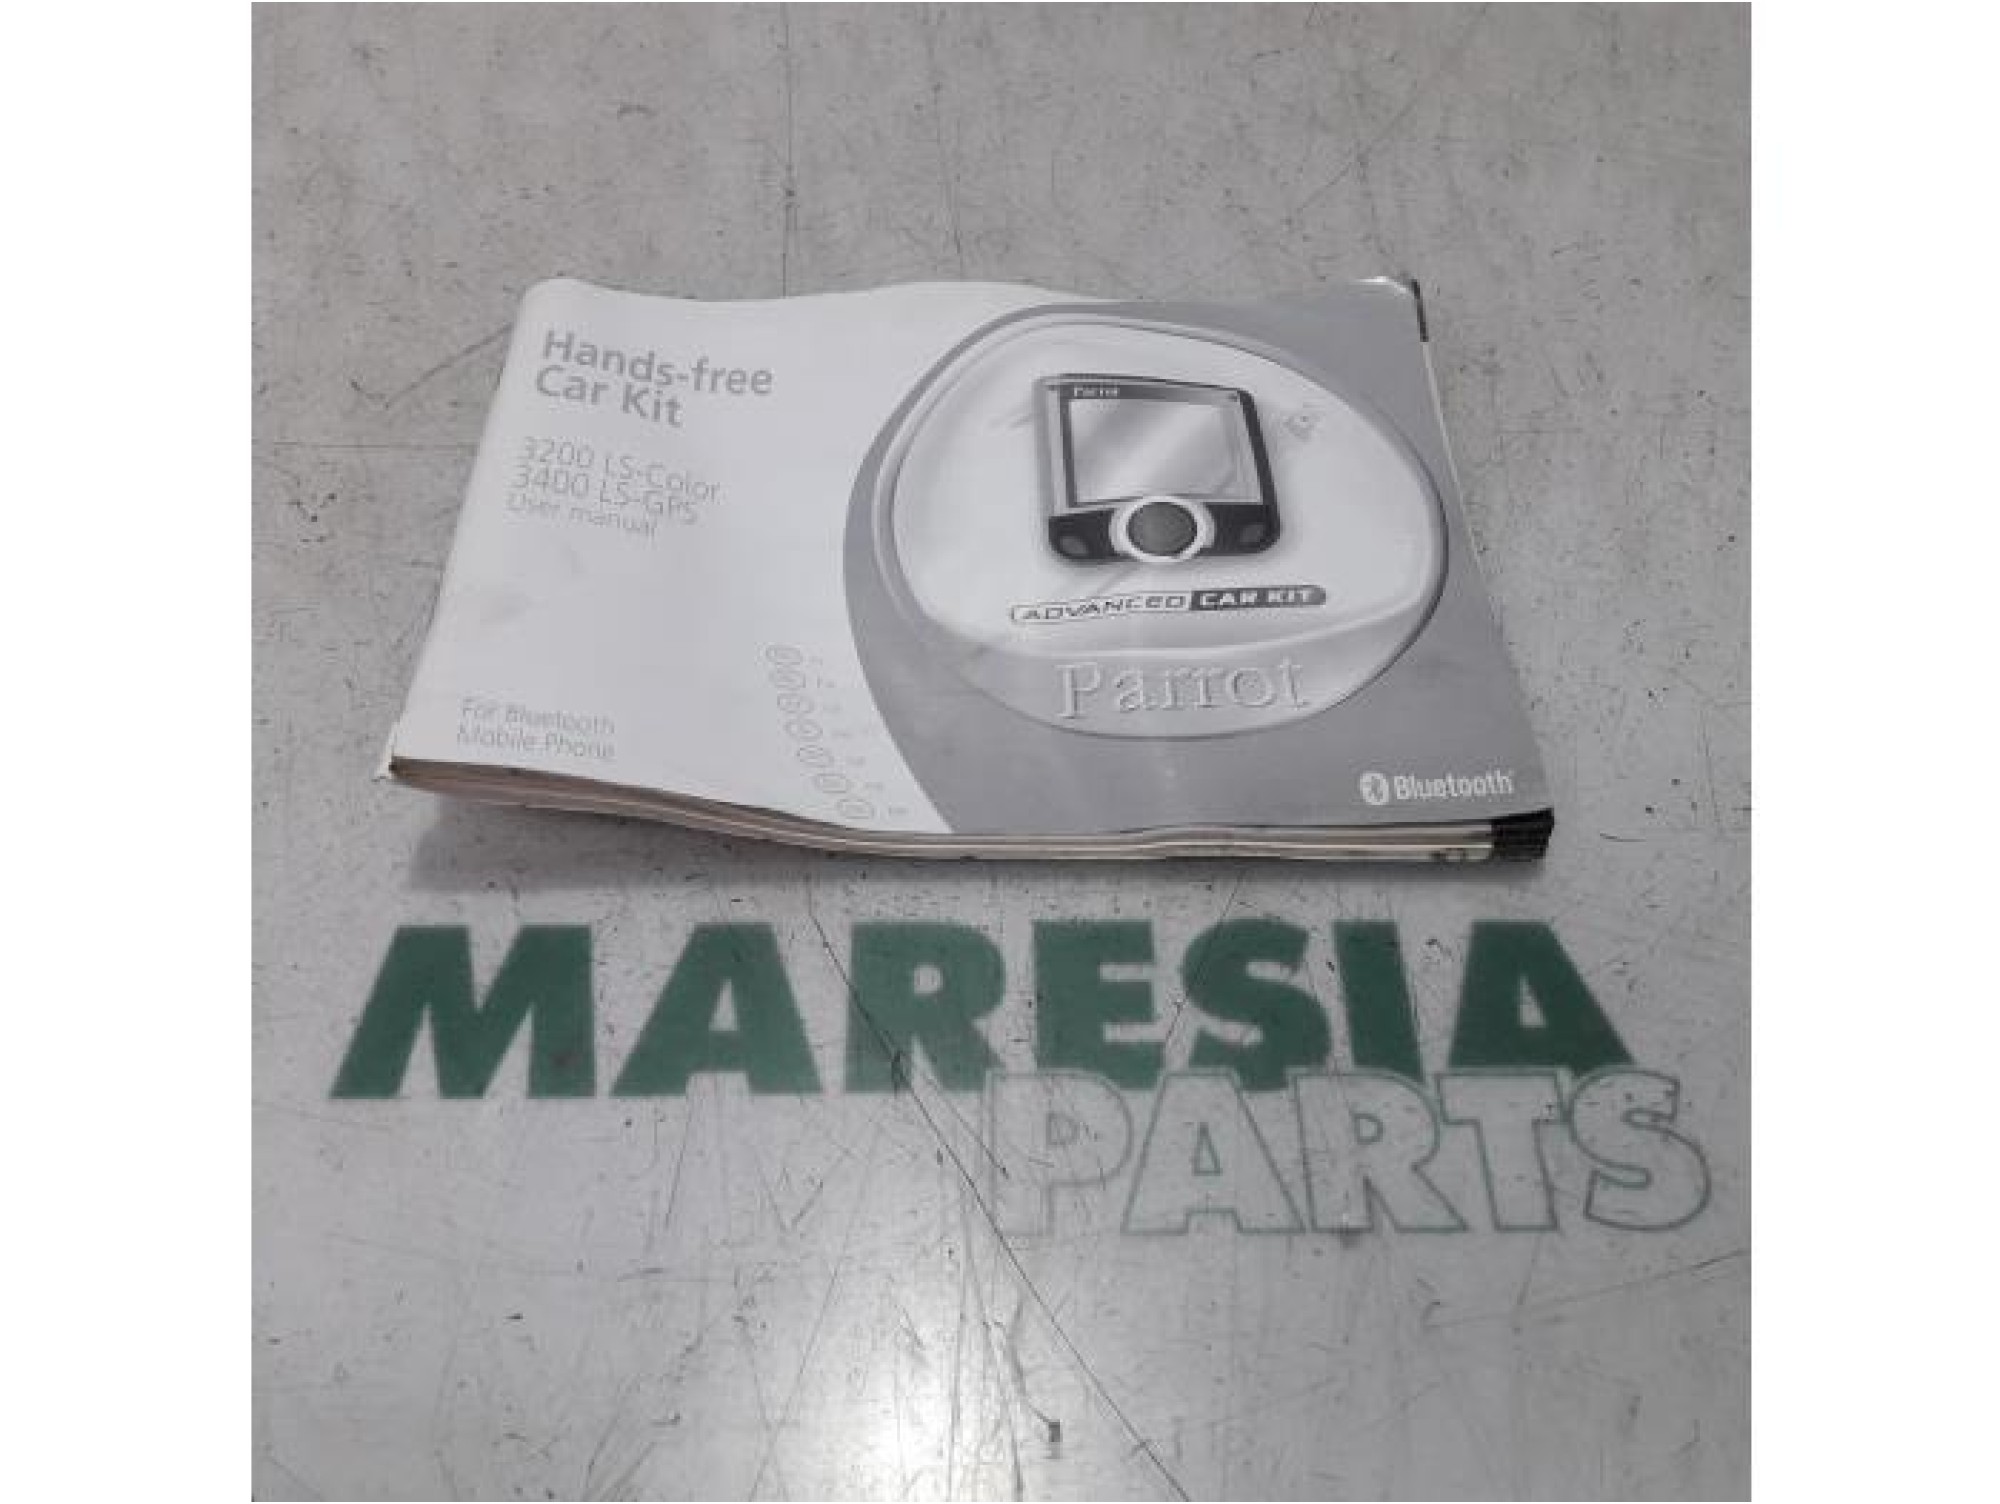 Hands-free
Car Kit
3200 LS-Color
3400 LS-GPS
User manual
Parrot
ADVANCED CAR KIT
Parrot
For Bluetooth
Mobile Phone
Bluetooth
MARESIA
PARTS